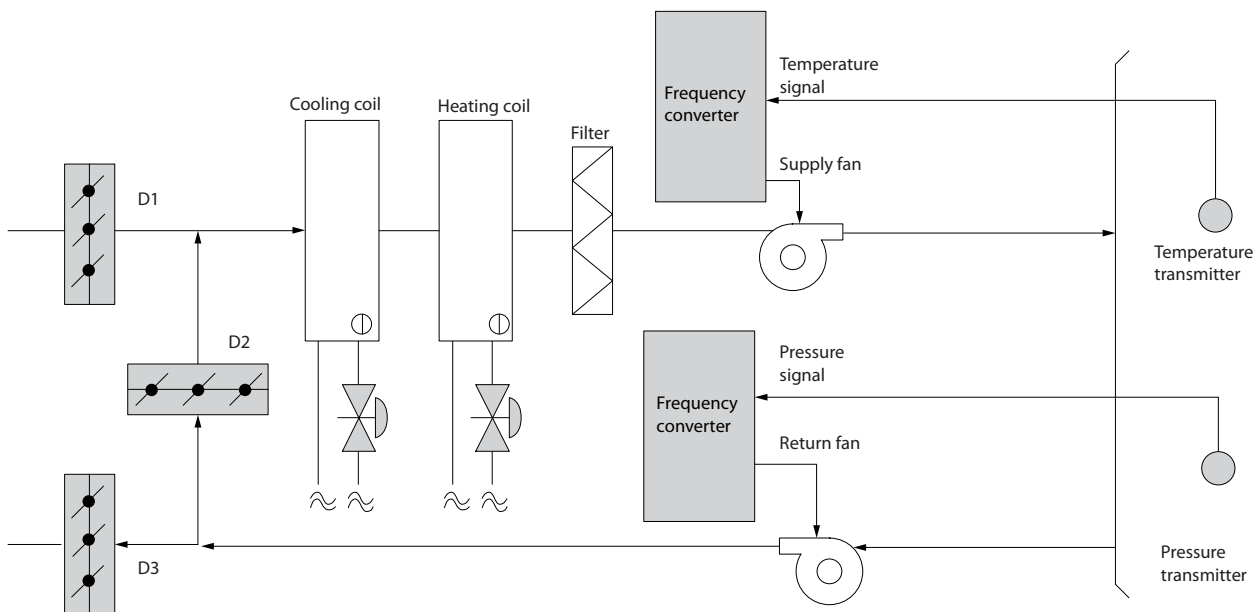 Temperature
signal
Frequency
converter
Cooling coil
Heating coil
Filter
Supply fan
D1
Temperature
transmitter
D2
Pressure
signal
Frequency
converter
Return fan
D3
Pressure
transmitter